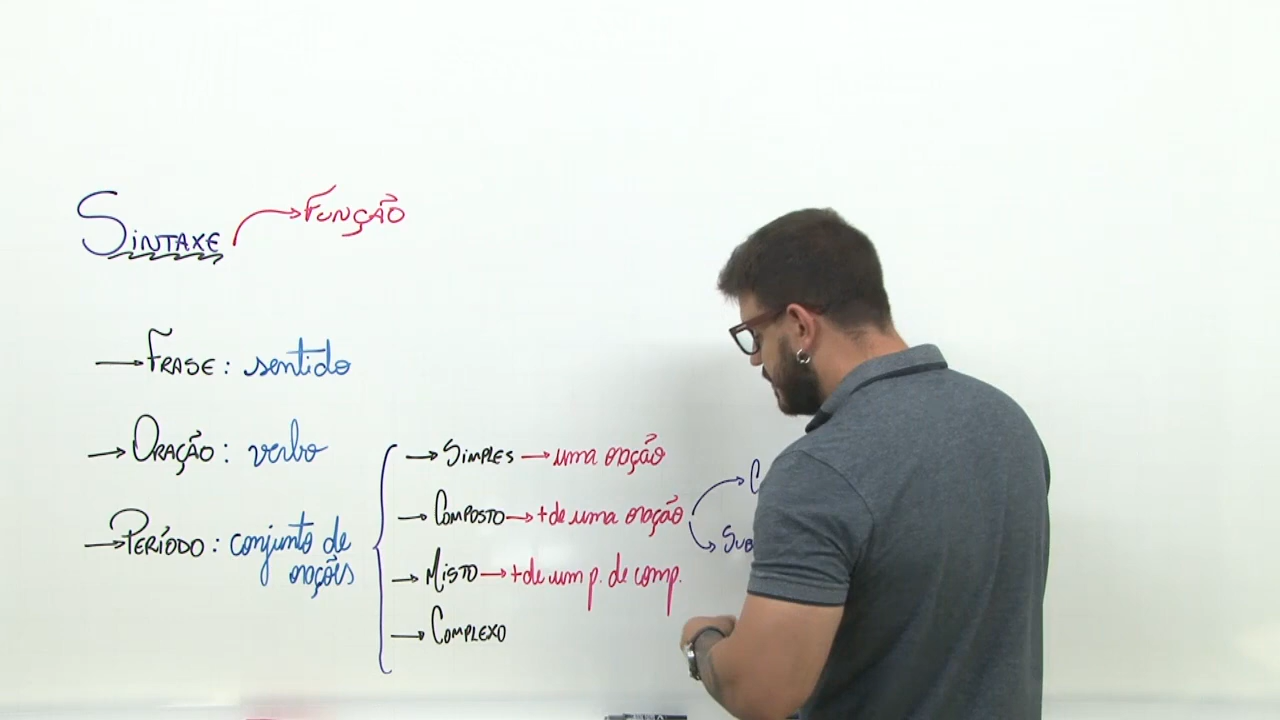 SINTAXE → FUNÇÃO
→ FRASE : sentido
→ ORAÇÃO : verbo
→ PERÍODO : conjunto de
orações
→ SIMPLES → uma oração
→ COMPOSTO → + de uma oração
→ MISTO → + de um p. de comp.
→ COMPLEXO